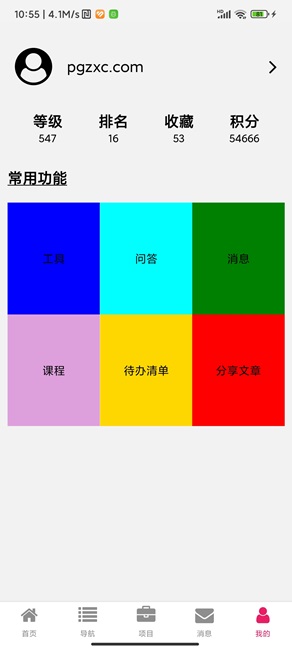 10:55 | 4.1M/s
pgzxc.com
等级 排名 收藏 积分
547 16 53 54666
常用功能
工具 问答 消息
课程 待办清单 分享文章
首页 导航 项目 消息 我的